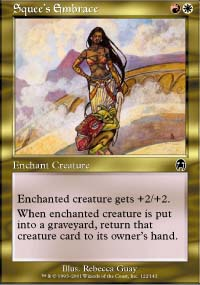 Squee's Embrace
Enchant Creature
Enchanted creature gets +2/+2.
When enchanted creature is put
into a graveyard, return that
creature card to its owner's hand.
Illus. Rebecca Guay
™ & © 1993-2001 Wizards of the Coast, Inc. 122/143